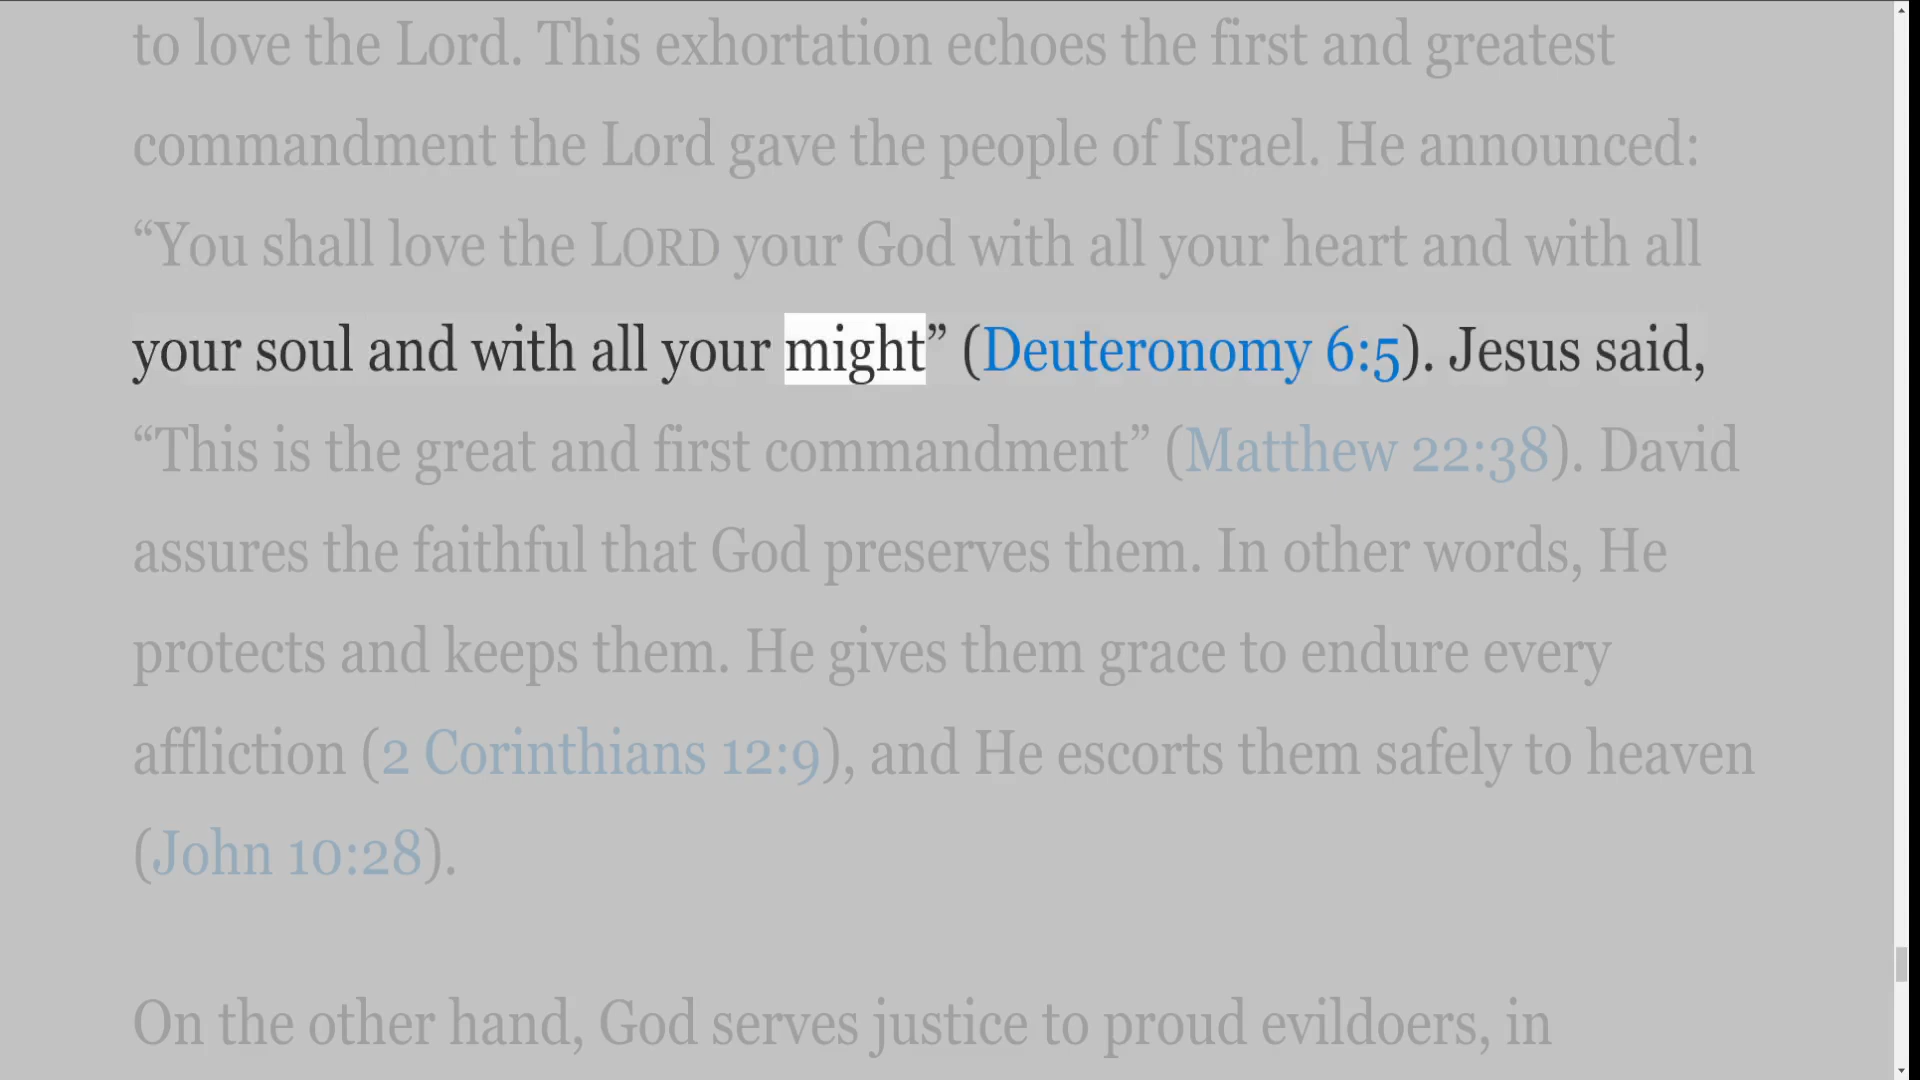 to love the Lord. This exhortation echoes the first and greatest
commandment the Lord gave the people of Israel. He announced:
“You shall love the LORD your God with all your heart and with all
your soul and with all your might” (Deuteronomy 6:5). Jesus said,
“This is the great and first commandment” (Matthew 22:38). David
assures the faithful that God preserves them. In other words, He
protects and keeps them. He gives them grace to endure every
affliction (2 Corinthians 12:9), and He escorts them safely to heaven
(John 10:28).
On the other hand, God serves justice to proud evildoers, in